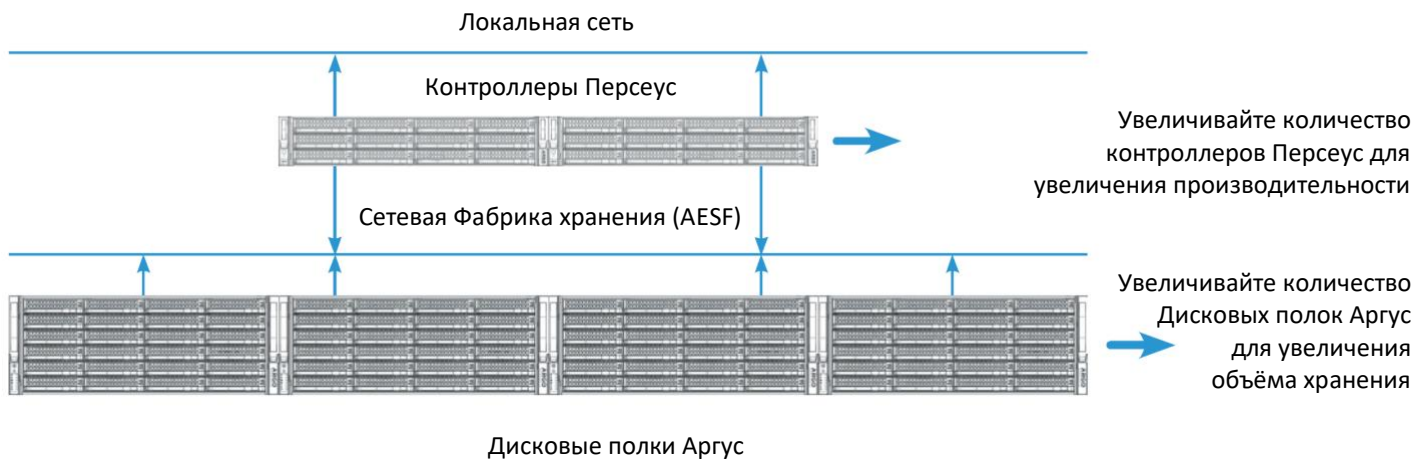 Локальная сеть
Контроллеры Персеус
Увеличивайте количество
контроллеров Персеус для
увеличения производительности
Сетевая Фабрика хранения (AESF)
Увеличивайте количество
Дисковых полок Аргус
для увеличения
объёма хранения
Дисковые полки Аргус